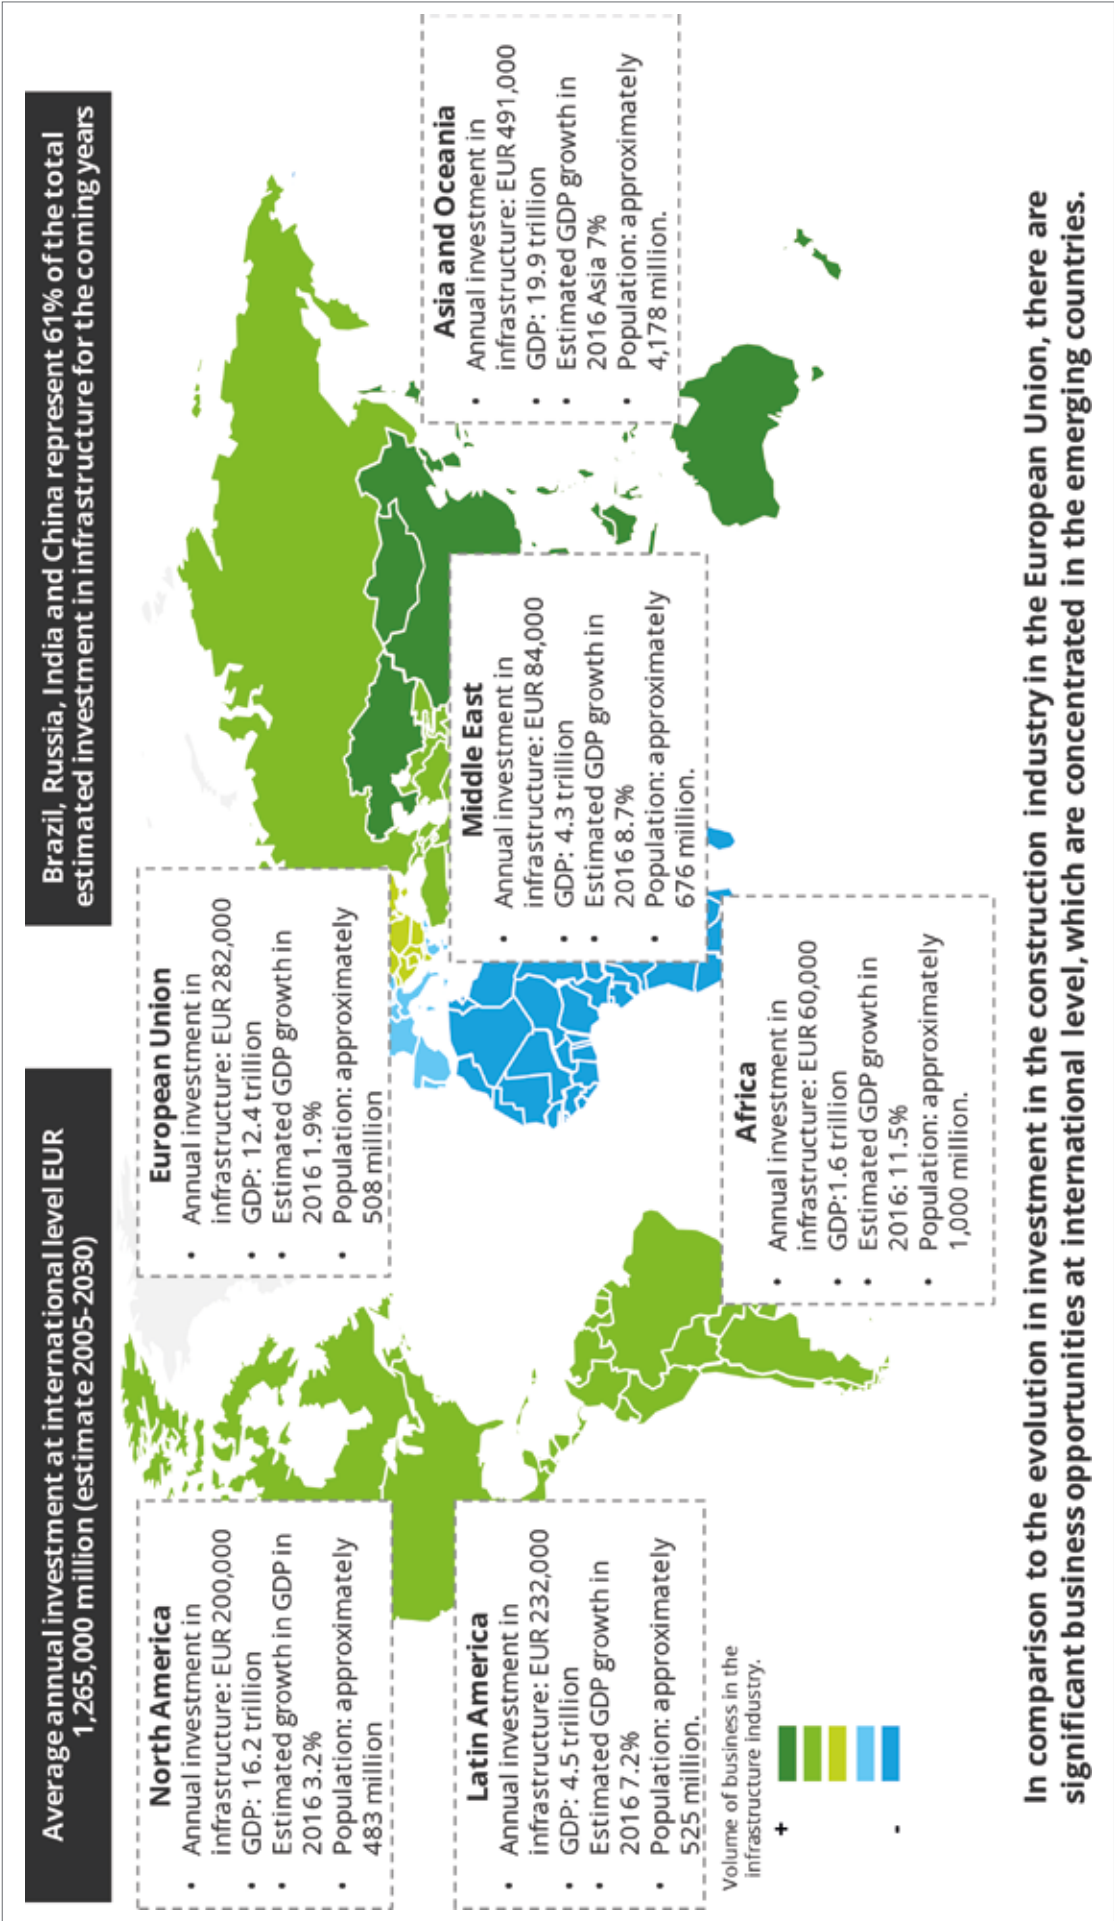 Average annual investment at international level EUR
1,265,000 million (estimate 2005-2030)
Brazil, Russia, India and China represent 61% of the total
estimated investment in infrastructure for the coming years
North America
• Annual investment in
infrastructure: EUR 200,000
• GDP: 16.2 trillion
• Estimated growth in GDP in
2016 3.2%
• Population: approximately
483 million
European Union
• Annual investment in
infrastructure: EUR 282,000
• GDP: 12.4 trillion
• Estimated GDP growth in
2016 1.9%
• Population: approximately
508 million
Asia and Oceania
• Annual investment in
infrastructure: EUR 491,000
• GDP: 19.9 trillion
• Estimated GDP growth in
2016 Asia 7%
• Population: approximately
4,178 million.
Latin America
• Annual investment in
infrastructure: EUR 232,000
• GDP: 4.5 trillion
• Estimated GDP growth in
2016 7.2%
• Population: approximately
525 million.
Middle East
• Annual investment in
infrastructure: EUR 84,000
• GDP: 4.3 trillion
• Estimated GDP growth in
2016 8.7%
• Population: approximately
676 million.
Africa
• Annual investment in
infrastructure: EUR 60,000
• GDP:1.6 trillion
• Estimated GDP growth in
2016: 11.5%
• Population: approximately
1,000 million.
Volume of business in the
infrastructure industry.
+
-
In comparison to the evolution in investment in the construction industry in the European Union, there are
significant business opportunities at international level, which are concentrated in the emerging countries.